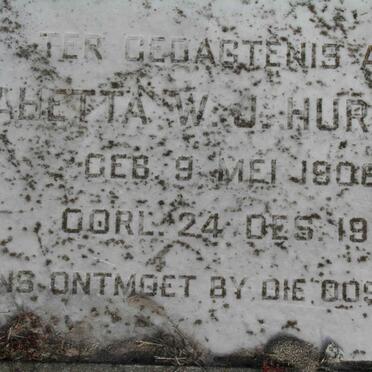 TER GEDAGTENIS A
ABETTA W. J. HUR
GEB. 9 MEI 1906
OORL. 24 DES. 19
NS ONTMOET BY DIE OOS